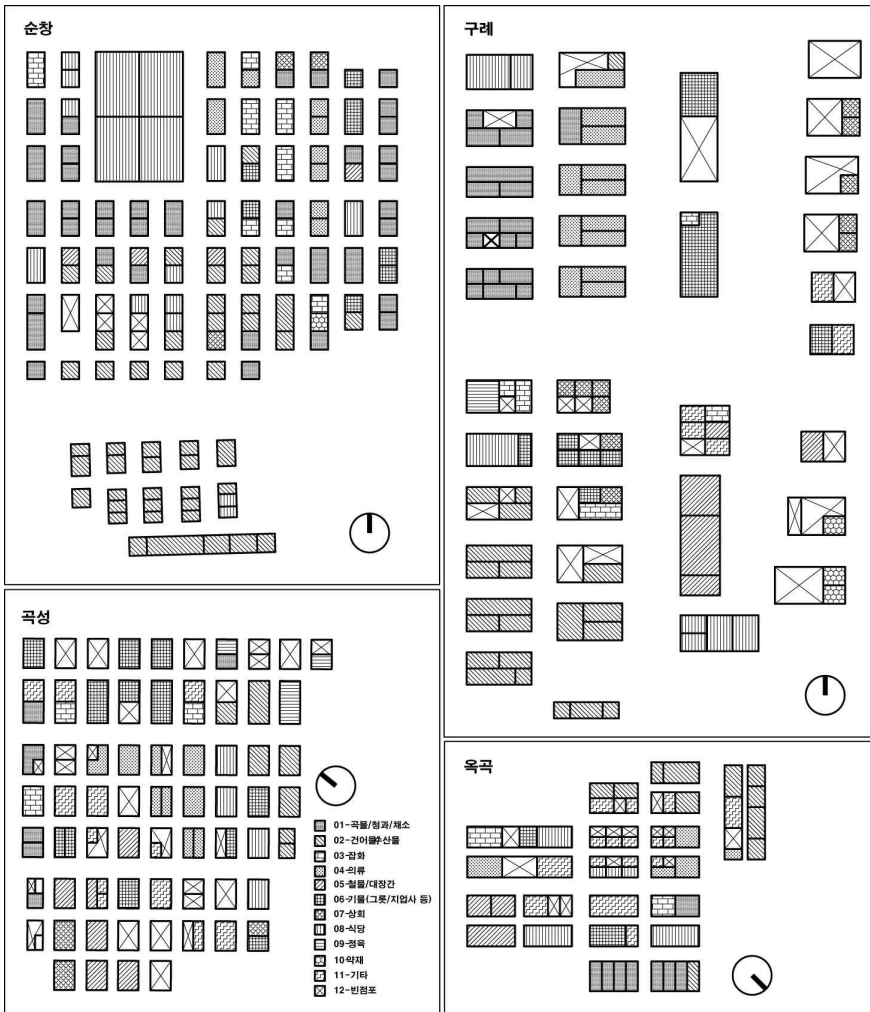 순창
구례
곡성
01-곡물/청과/채소
02-건어물/수산물
03-잡화
04-의류
05-철물/대장간
06-기물(그릇/지업사 등)
07-상회
08-식당
09-정육
10-약재
11-기타
12-빈점포
옥곡